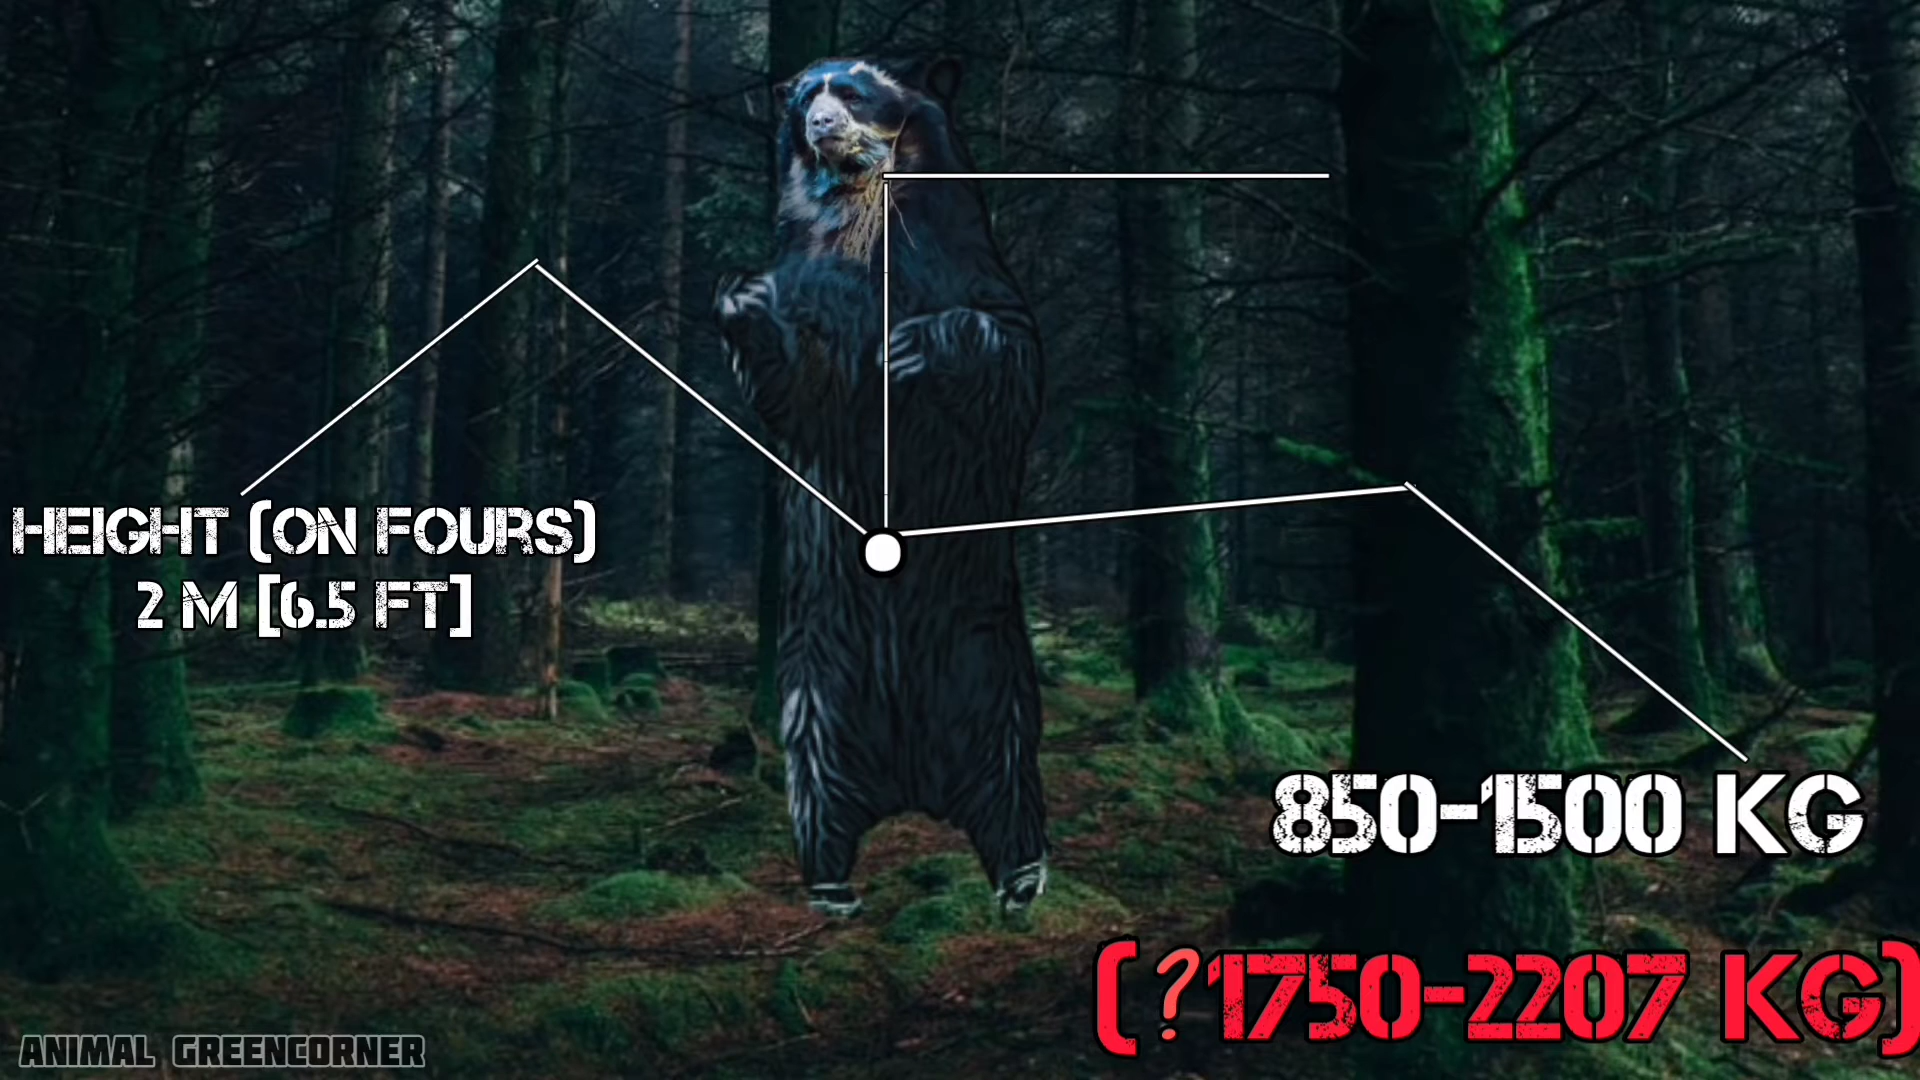 HEIGHT (ON FOURS)
2 M [6.5 FT]
850-1500 KG
(❓1750-2207 KG)
ANIMAL GREENCORNER